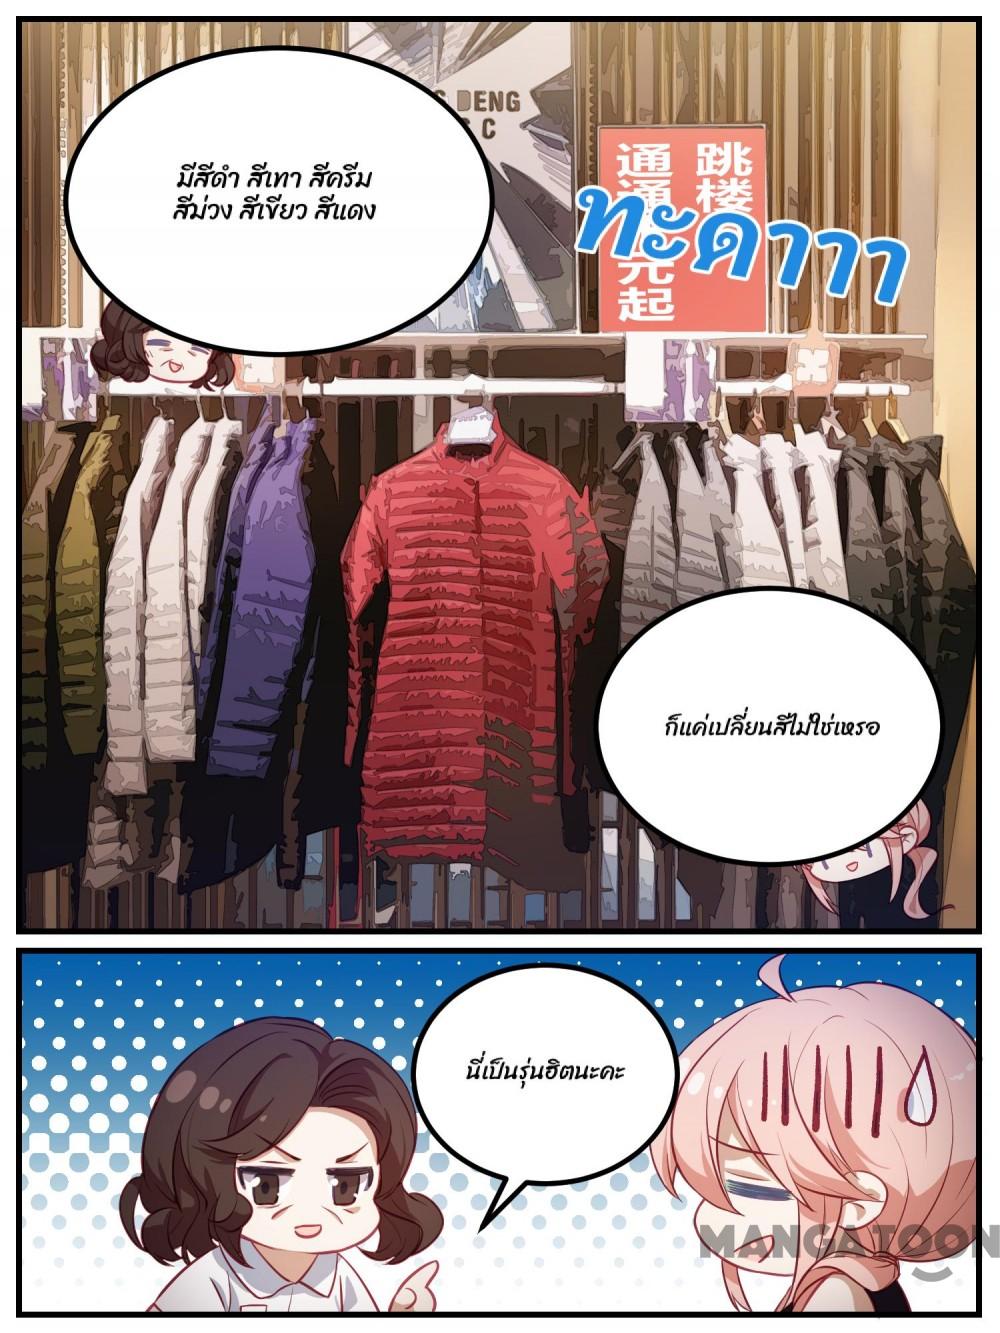 DENG
C
跳楼
通通
元起
ทะดาาา
มีสีดำ สีเทา สีครีม
สีม่วง สีเขียว สีแดง
ก็แค่เปลี่ยนสีไม่ใช่เหรอ
นี่เป็นรุ่นฮิตนะคะ
MANGATOON